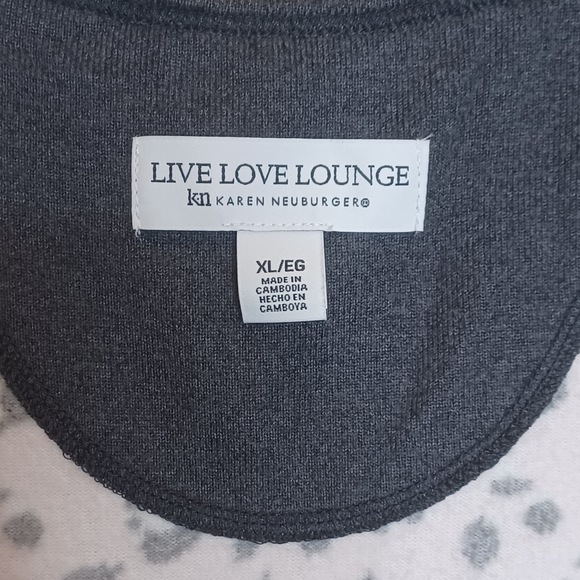 LIVE LOVE LOUNGE
kn KAREN NEUBURGER®
XL/EG
MADE IN
CAMBODIA
HECHO EN
CAMBOYA